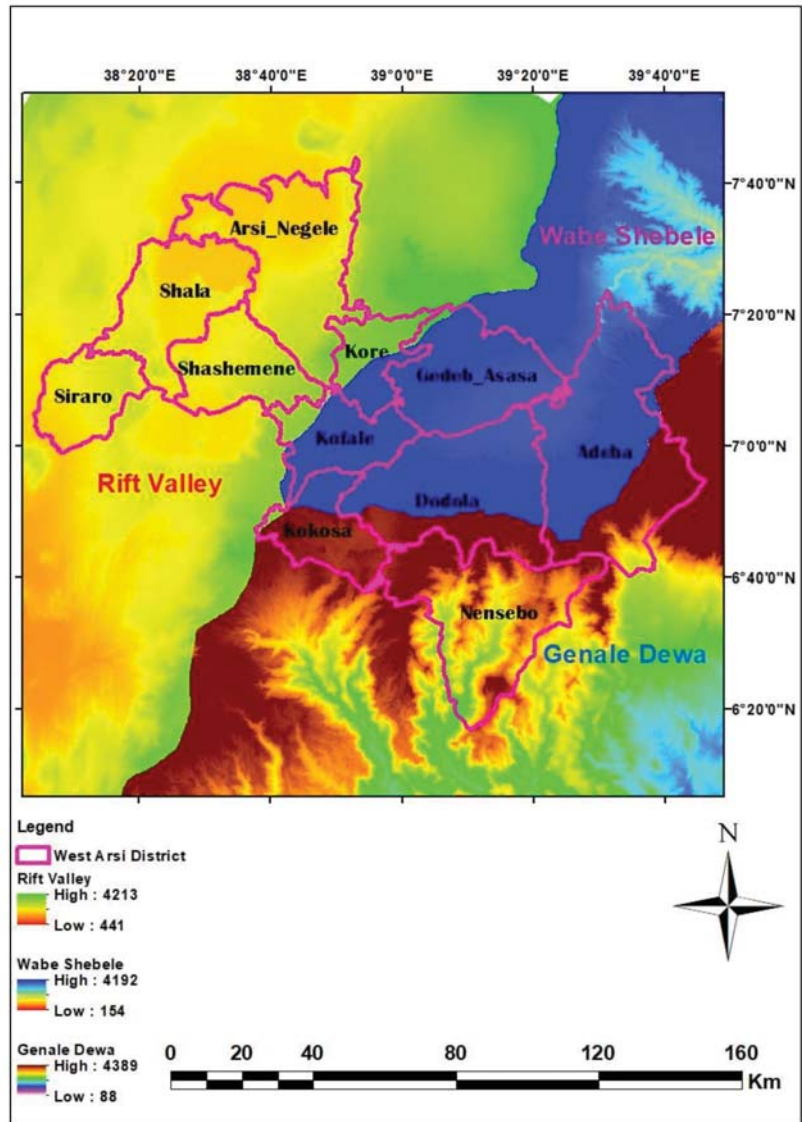 38°20'0"E 38°40'0"E 39°0'0"E 39°20'0"E 39°40'0"E
7°40'0"N
Arsi_Negele
Wabe Shebele
Shala
7°20'0"N
Kore
Shashemene
Gedeb_Asasa
Siraro
Kofale
7°0'0"N
Adeba
Rift Valley
Dodola
Kokosa
6°40'0"N
Nensebo
Genale Dewa
6°20'0"N
Legend
West Arsi District
Rift Valley
High : 4213
Low : 441
Wabe Shebele
High : 4192
Low : 154
Genale Dewa
High : 4389
Low : 88
N
0 20 40 80 120 160
Km